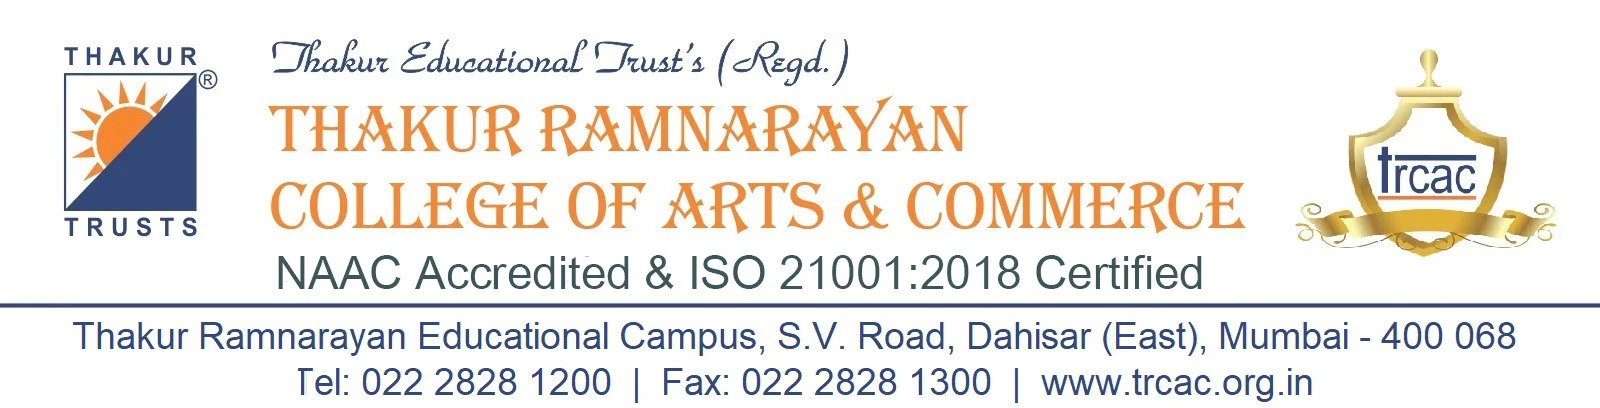 THAKUR
®
TRUSTS
Thakur Educational Trust's (Regd.)
THAKUR RAMNARAYAN
COLLEGE OF ARTS & COMMERCE
NAAC Accredited & ISO 21001:2018 Certified
trcac
Thakur Ramnarayan Educational Campus, S.V. Road, Dahisar (East), Mumbai - 400 068
Tel: 022 2828 1200 | Fax: 022 2828 1300 | www.trcac.org.in